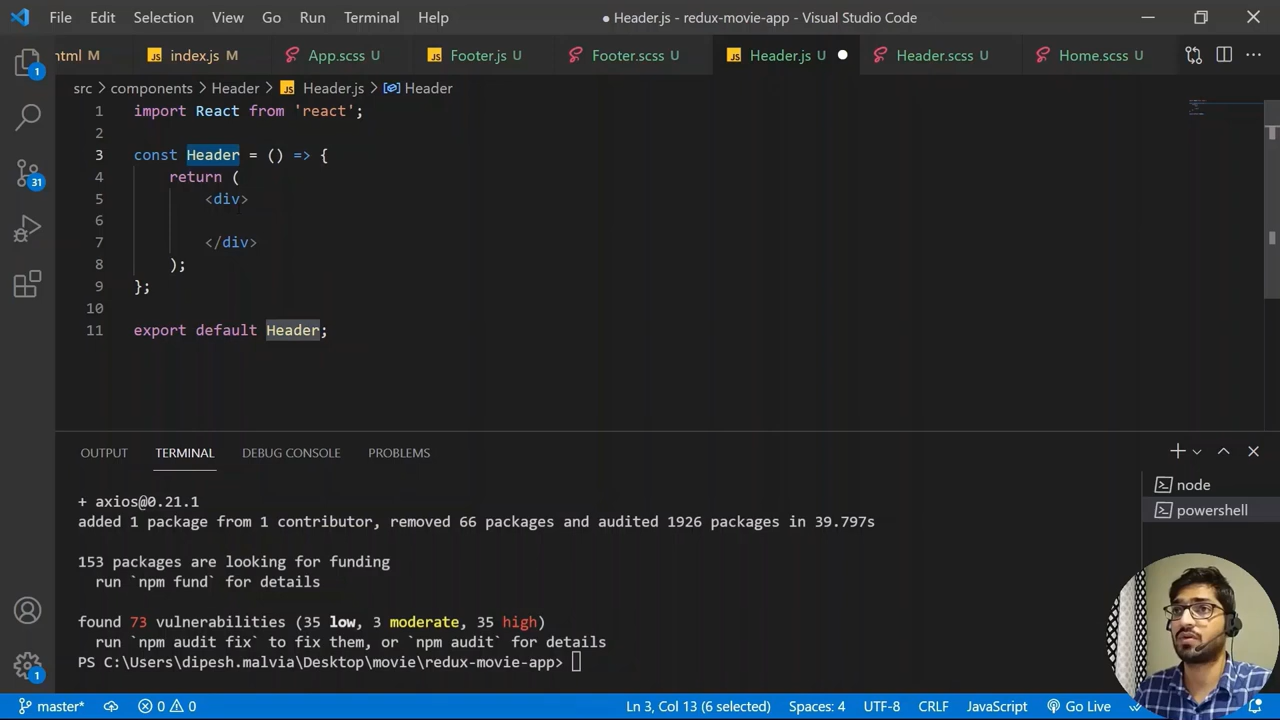 File Edit Selection View Go Run Terminal Help ● Header.js - redux-movie-app - Visual Studio Code
html M index.js M App.scss U Footer.js U Footer.scss U Header.js U Header.scss U Home.scss U
src > components > Header > Header.js > Header
1 import React from 'react';
2
3 const Header = () => {
4 return (
5 <div>
6
7 </div>
8 );
9 };
10
11 export default Header;
OUTPUT TERMINAL DEBUG CONSOLE PROBLEMS
+ axios@0.21.1
added 1 package from 1 contributor, removed 66 packages and audited 1926 packages in 39.797s
153 packages are looking for funding
run `npm fund` for details
found 73 vulnerabilities (35 low, 3 moderate, 35 high)
run `npm audit fix` to fix them, or `npm audit` for details
PS C:\Users\dipesh.malvia\Desktop\movie\redux-movie-app>
node
powershell
1
31
1
master* 0 0 Ln 3, Col 13 (6 selected) Spaces: 4 UTF-8 CRLF JavaScript Go Live